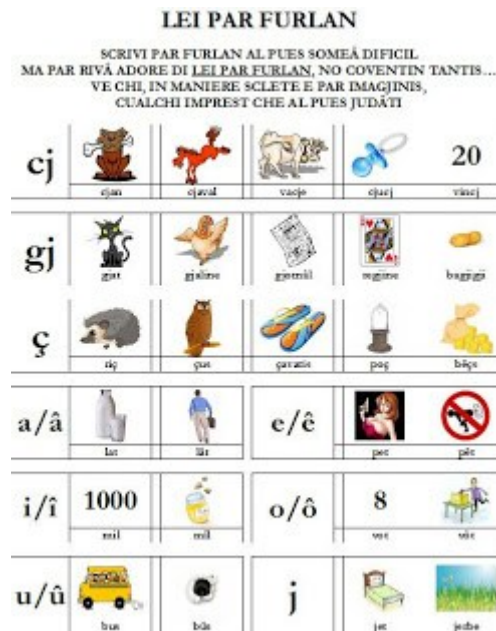 LEI PAR FURLAN
SCRIVI PAR FURLAN AL PUES SOMEÂ DIFICIL
MA PAR RIVÂ ADORE DI LEI PAR FURLAN, NO COVENTIN TANTIS...
VE CHI, IN MANIERE SCLETE E PAR IMAGJINIS,
CUALCHI IMPREST CHE AL PUES JUDÂTI
cj 20
cjan cjaval vacje cjucj vincj
gj
gjat gjaline gjornâl regjine bagjigji
ç
riç çus çavatis poç bêçs
a/â e/ê
lat lât pet pêt
i/î 1000 o/ô 8
mil mîl vot vôt
u/û j
bus bûs jet jerbe